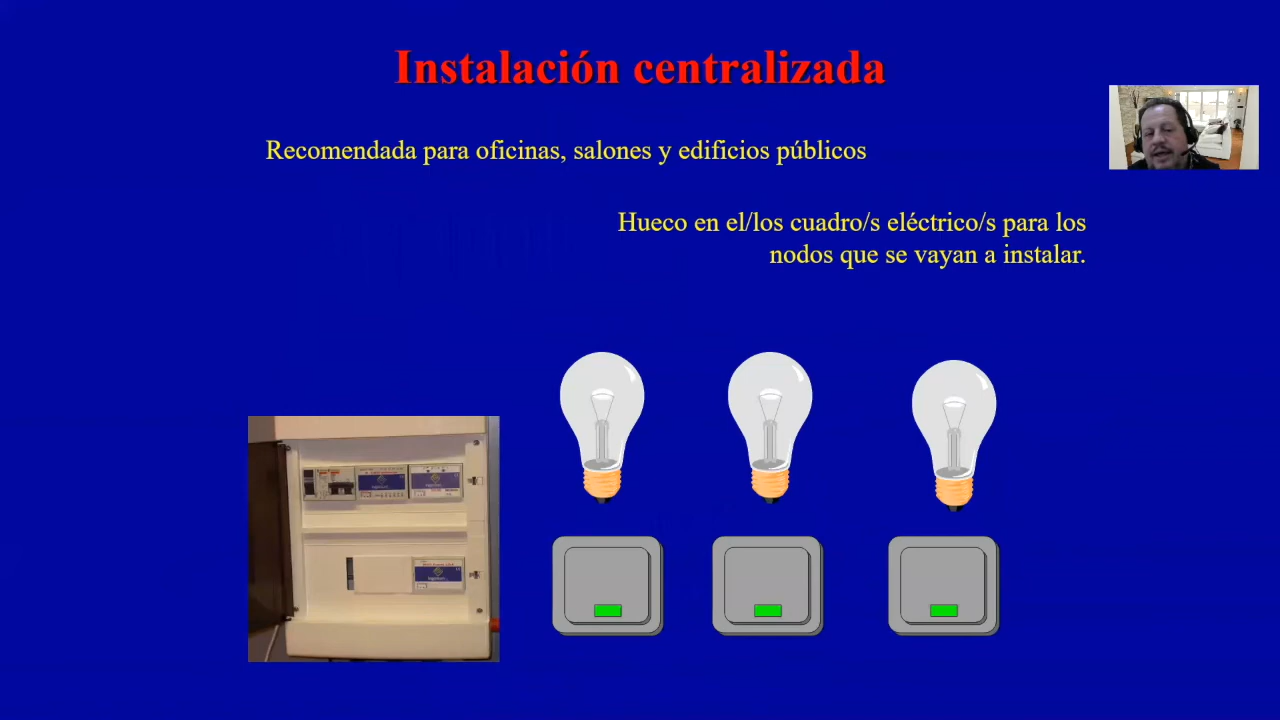 Instalación centralizada
Recomendada para oficinas, salones y edificios públicos
Hueco en el/los cuadro/s eléctrico/s para los
nodos que se vayan a instalar.